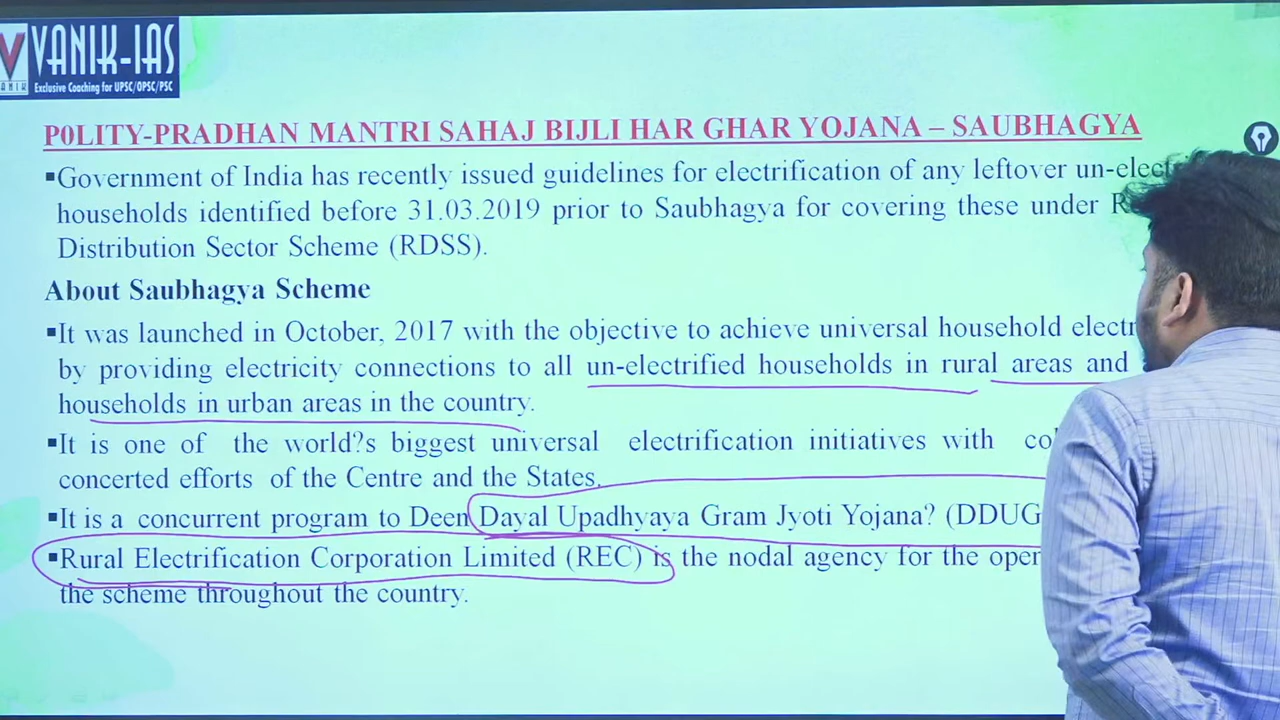 VANIK-IAS
VANIK
Exclusive Coaching for UPSC/OPSC/PSC
P0LITY-PRADHAN MANTRI SAHAJ BIJLI HAR GHAR YOJANA – SAUBHAGYA
▪Government of India has recently issued guidelines for electrification of any leftover
households identified before 31.03.2019 prior to Saubhagya for covering these under
Distribution Sector Scheme (RDSS).
About Saubhagya Scheme
▪It was launched in October, 2017 with the objective to achieve universal household
by providing electricity connections to all un-electrified households in rural areas and
households in urban areas in the country.
▪It is one of the world?s biggest universal electrification initiatives with
concerted efforts of the Centre and the States.
▪It is a concurrent program to Deen Dayal Upadhyaya Gram Jyoti Yojana? (DDUG
▪Rural Electrification Corporation Limited (REC) is the nodal agency for the
the scheme throughout the country.